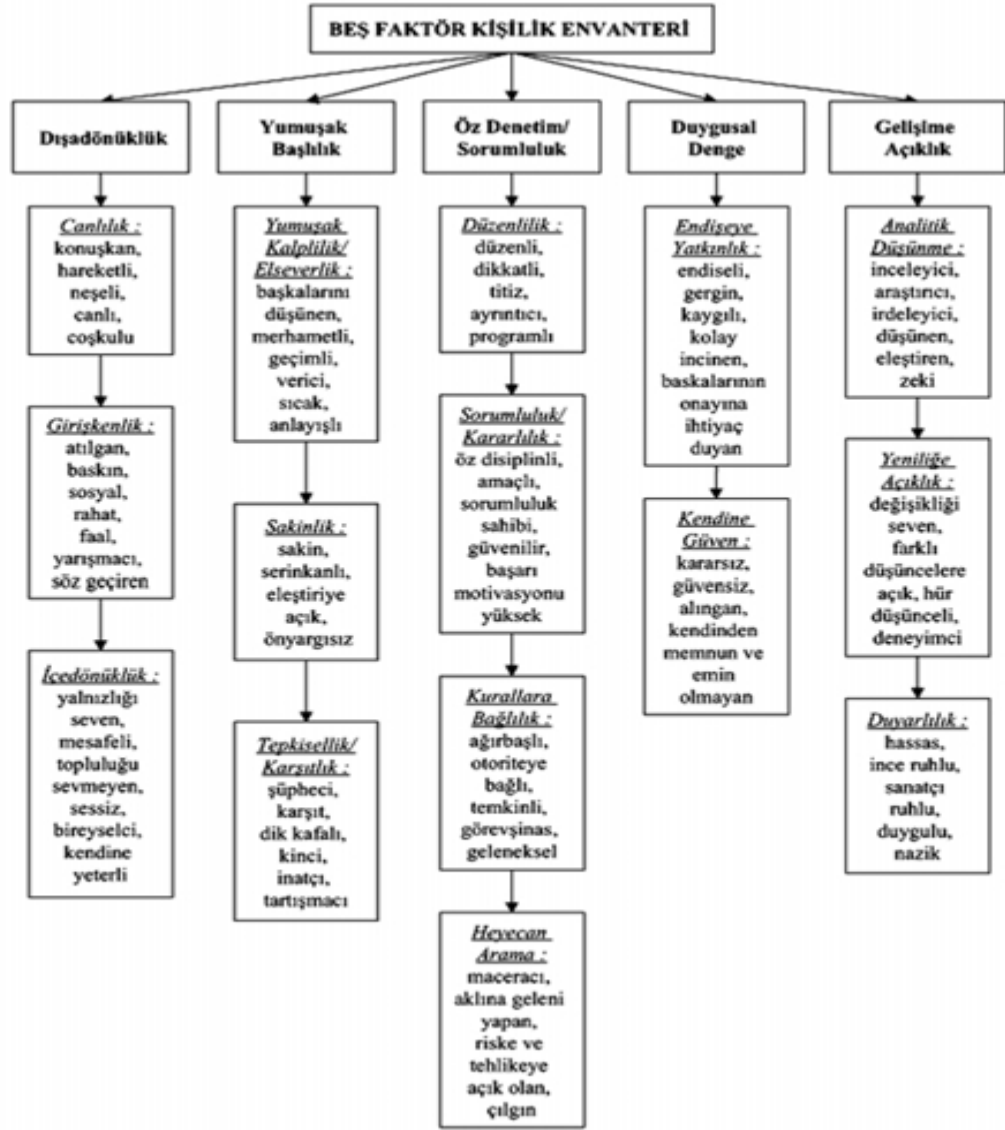 BEŞ FAKTÖR KİŞİLİK ENVANTERİ
Dışadönüklük
Canlılık :
konuşkan,
hareketli,
neşeli,
canlı,
coşkulu
Girişkenlik :
atılgan,
baskın,
sosyal,
rahat,
faal,
yarışmacı,
söz geçiren
İçedönüklük :
yalnızlığı
seven,
mesafeli,
topluluğu
sevmeyen,
sessiz,
bireyselci,
kendine
yeterli
Yumuşak
Başlılık
Yumuşak
Kalplilik/
Elseverlik :
başkalarını
düşünen,
merhametli,
geçimli,
verici,
sıcak,
anlayışlı
Sakinlik :
sakin,
serinkanlı,
eleştiriye
açık,
önyargısız
Tepkisellik/
Karşıtlık :
şüpheci,
karşıt,
dik kafalı,
kinci,
inatçı,
tartışmacı
Öz Denetim/
Sorumluluk
Düzenlilik :
düzenli,
dikkatli,
titiz,
ayrıntıcı,
programlı
Sorumluluk/
Kararlılık :
öz disiplinli,
amaçlı,
sorumluluk
sahibi,
güvenilir,
başarı
motivasyonu
yüksek
Kurallara
Bağlılık :
ağırbaşlı,
otoriteye
bağlı,
temkinli,
görevşinas,
geleneksel
Heyecan
Arama :
maceracı,
aklına geleni
yapan,
riske ve
tehlikeye
açık olan,
çılgın
Duygusal
Denge
Endişeye
Yatkınlık :
endiseli,
gergin,
kaygılı,
kolay
incinen,
baskalarının
onayına
ihtiyaç
duyan
Kendine
Güven :
kararsız,
güvensiz,
alıngan,
kendinden
memnun ve
emin
olmayan
Gelişime
Açıklık
Analitik
Düşünme :
inceleyici,
araştırıcı,
irdeleyici,
düşünen,
eleştiren,
zeki
Yeniliğe
Açıklık :
değişikliği
seven,
farklı
düşüncelere
açık, hür
düşünceli,
deneyimci
Duyarlılık :
hassas,
ince ruhlu,
sanatçı
ruhlu,
duygulu,
nazik